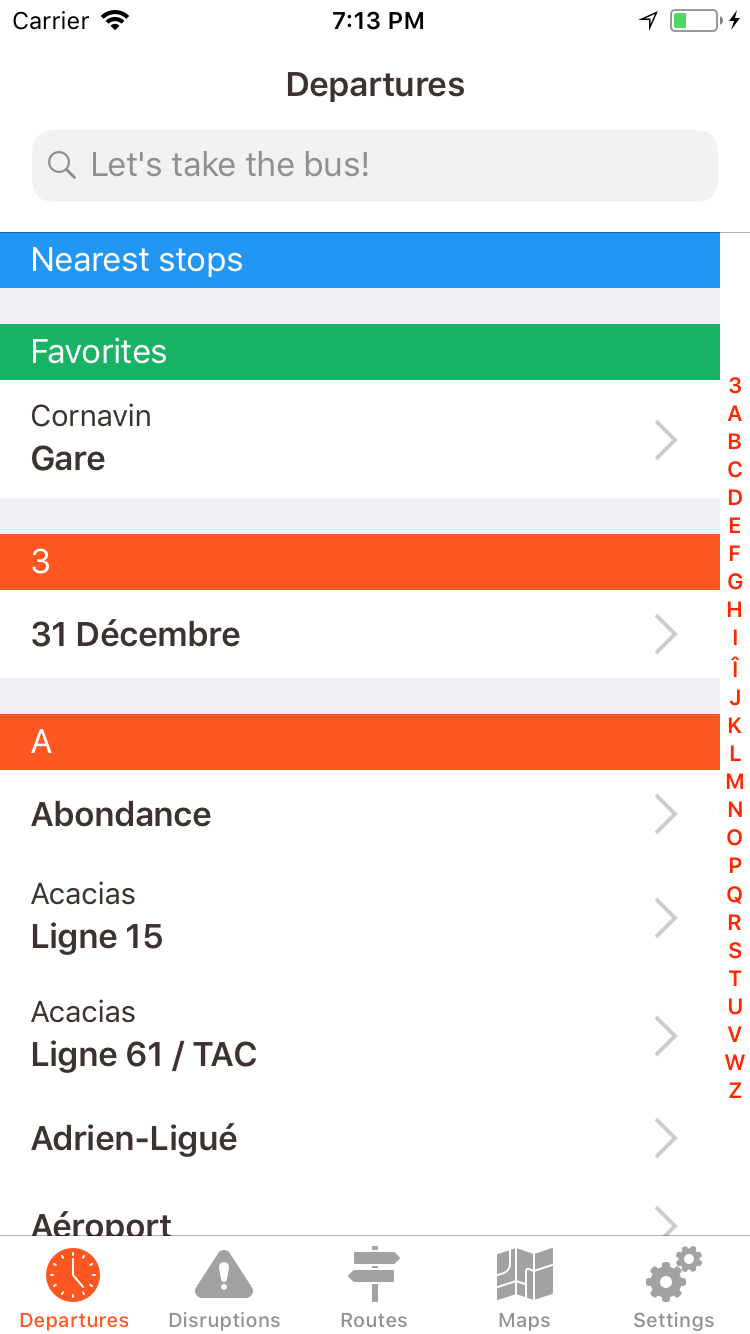 Carrier 7:13 PM
Departures
Let's take the bus!
Nearest stops
Favorites
Cornavin
Gare
3
31 Décembre
A
Abondance
Acacias
Ligne 15
Acacias
Ligne 61 / TAC
Adrien-Ligué
Aéroport
3
A
B
C
D
E
F
G
H
I
Î
J
K
L
M
N
O
P
Q
R
S
T
U
V
W
Z
Departures Disruptions Routes Maps Settings